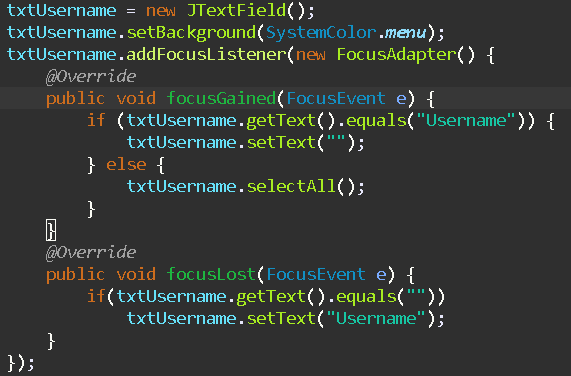 txtUsername = new JTextField();
txtUsername.setBackground(SystemColor.menu);
txtUsername.addFocusListener(new FocusAdapter() {
    @Override
    public void focusGained(FocusEvent e) {
        if (txtUsername.getText().equals("Username")) {
            txtUsername.setText("");
        } else {
            txtUsername.selectAll();
        }
    }
    @Override
    public void focusLost(FocusEvent e) {
        if(txtUsername.getText().equals(""))
            txtUsername.setText("Username");
    }
});